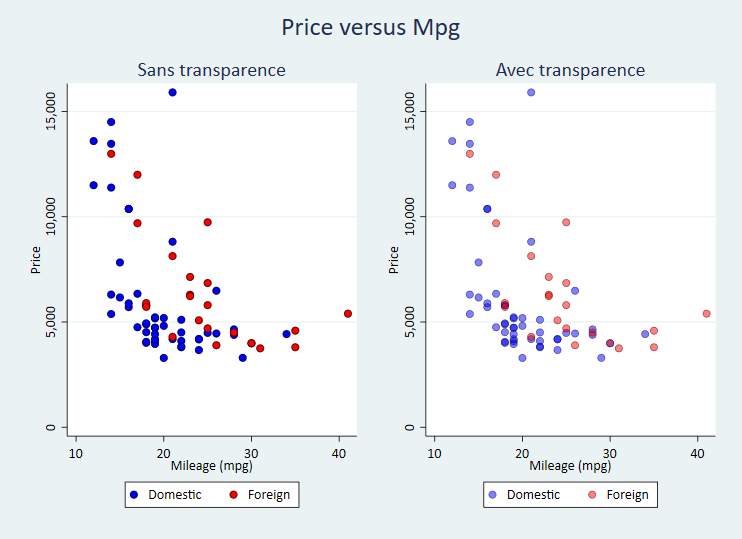 Price versus Mpg
Sans transparence
15,000
10,000
5,000
0
Price
10 20 30 40
Mileage (mpg)
Domestic Foreign
Avec transparence
15,000
10,000
5,000
0
Price
10 20 30 40
Mileage (mpg)
Domestic Foreign